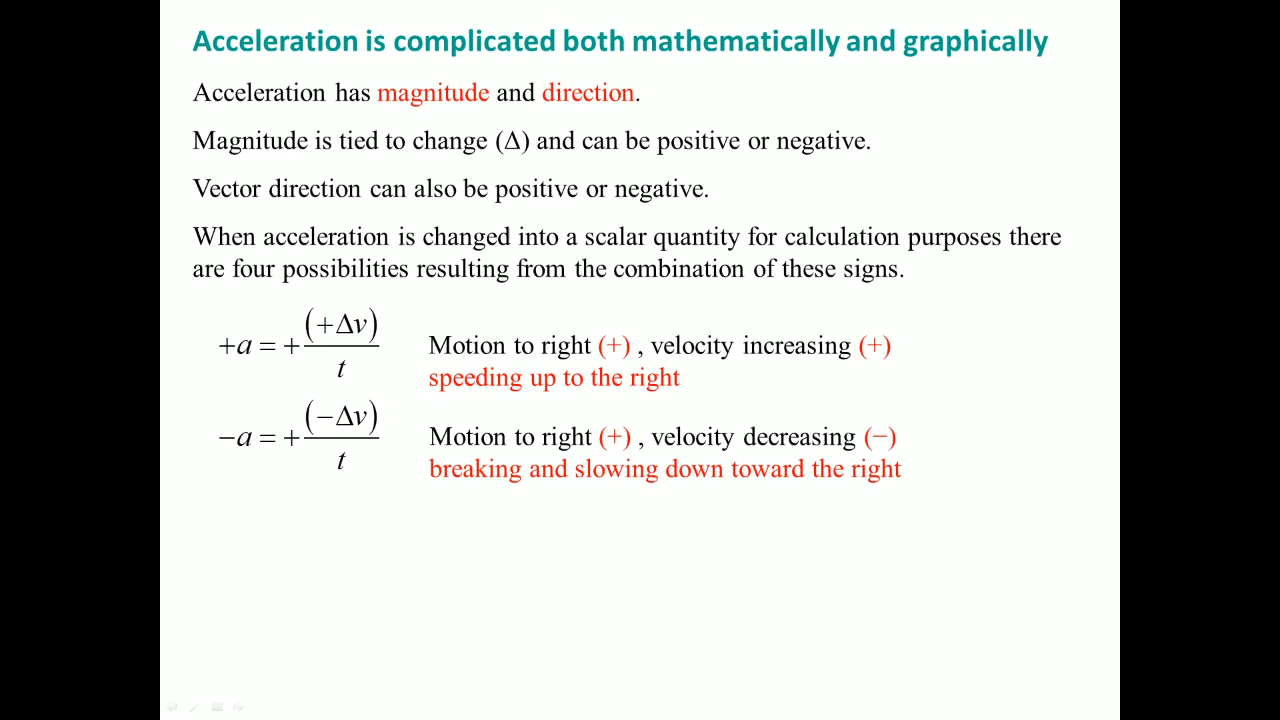 Acceleration is complicated both mathematically and graphically
Acceleration has magnitude and direction.
Magnitude is tied to change (Δ) and can be positive or negative.
Vector direction can also be positive or negative.
When acceleration is changed into a scalar quantity for calculation purposes there
are four possibilities resulting from the combination of these signs.
+a = + (+Δv) / t
Motion to right (+) , velocity increasing (+)
speeding up to the right
−a = + (−Δv) / t
Motion to right (+) , velocity decreasing (−)
breaking and slowing down toward the right